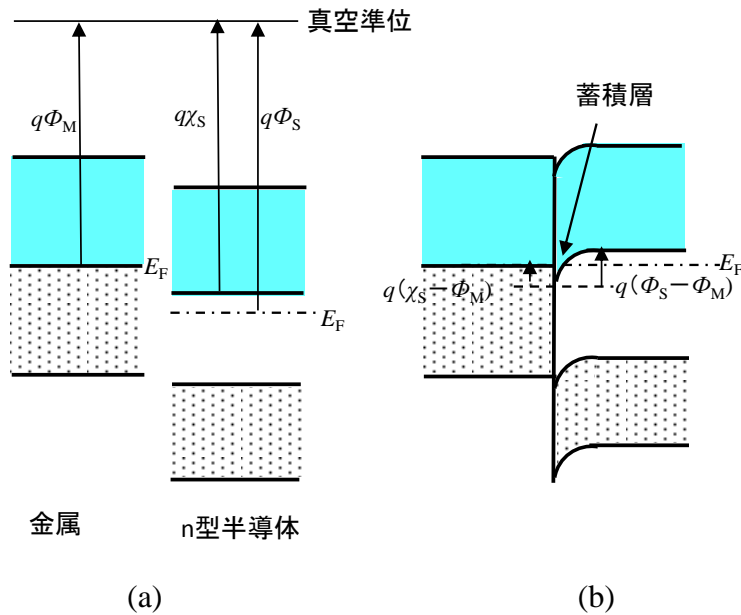 真空準位
蓄積層
qΦM
qχS
qΦS
EF
EF
EF
q(χS−ΦM)
q(ΦS−ΦM)
金属
n型半導体
(a)
(b)